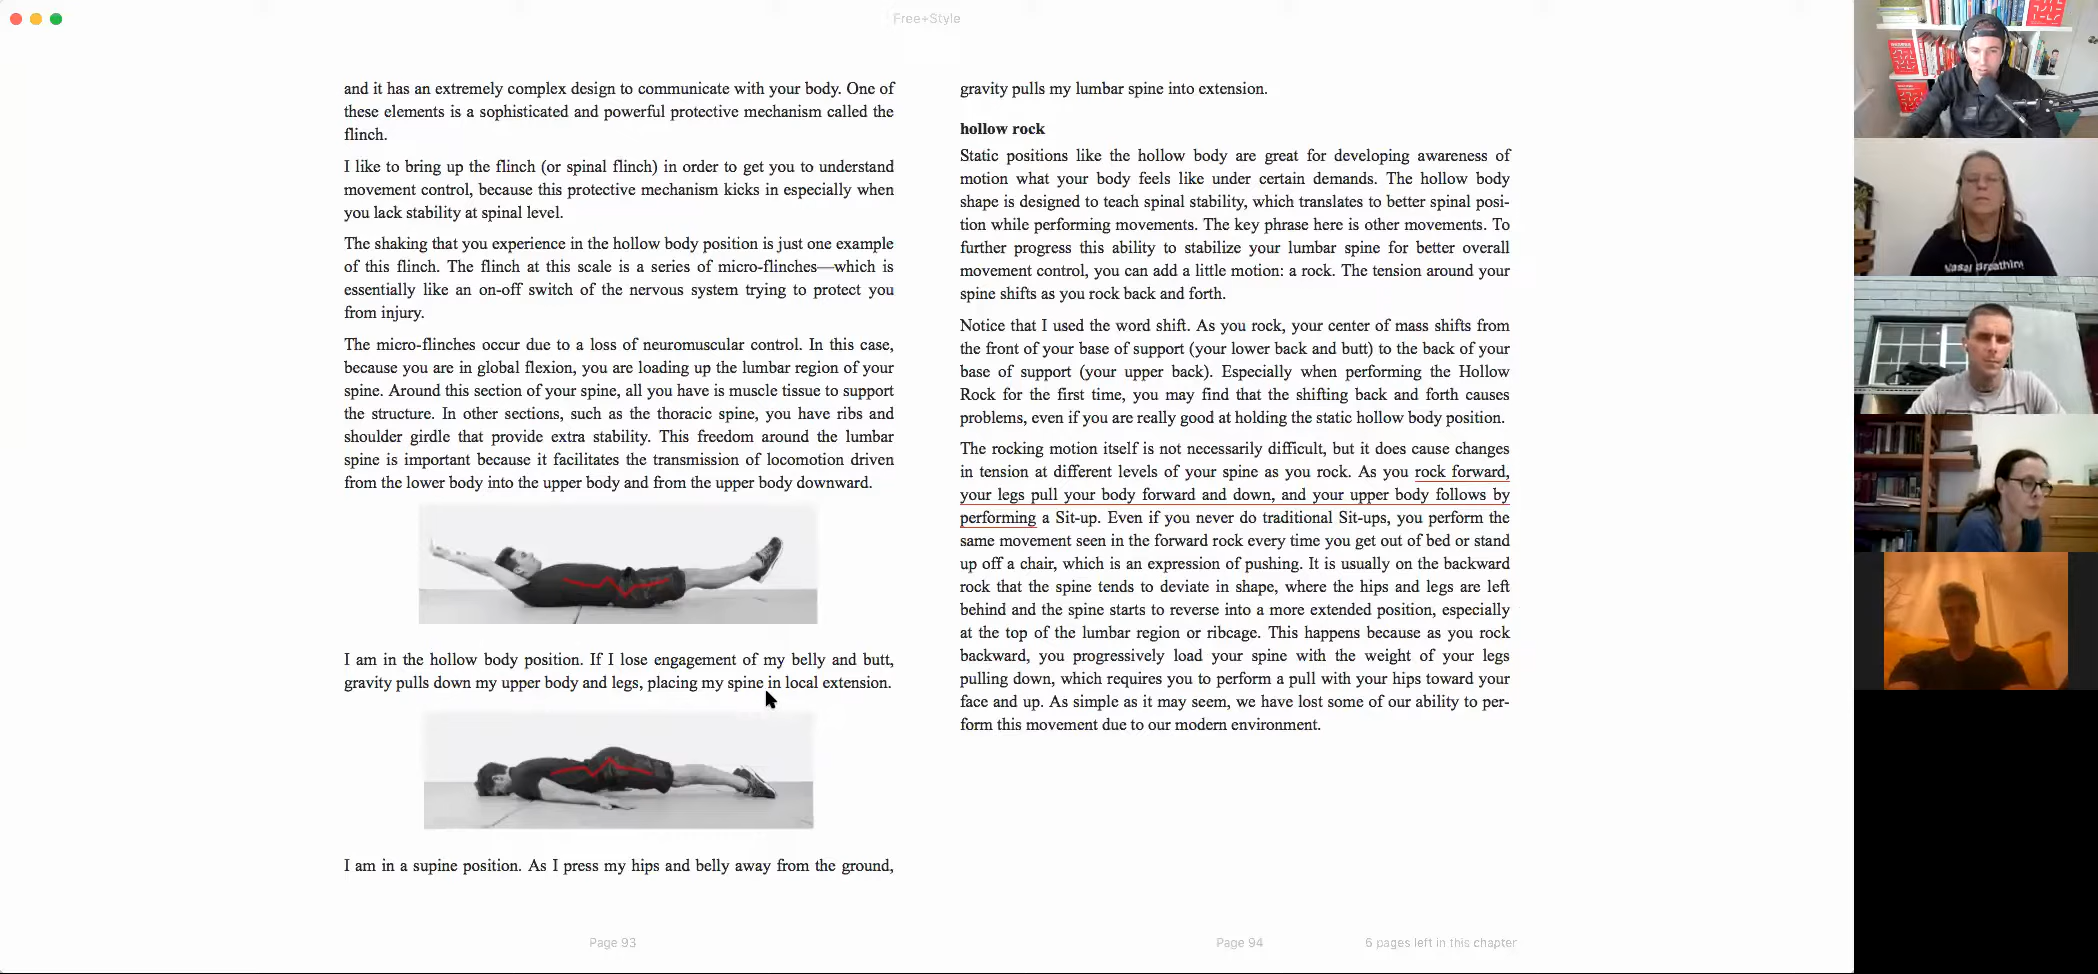 Free+Style
and it has an extremely complex design to communicate with your body. One of
these elements is a sophisticated and powerful protective mechanism called the
flinch.
I like to bring up the flinch (or spinal flinch) in order to get you to understand
movement control, because this protective mechanism kicks in especially when
you lack stability at spinal level.
The shaking that you experience in the hollow body position is just one example
of this flinch. The flinch at this scale is a series of micro-flinches—which is
essentially like an on-off switch of the nervous system trying to protect you
from injury.
The micro-flinches occur due to a loss of neuromuscular control. In this case,
because you are in global flexion, you are loading up the lumbar region of your
spine. Around this section of your spine, all you have is muscle tissue to support
the structure. In other sections, such as the thoracic spine, you have ribs and
shoulder girdle that provide extra stability. This freedom around the lumbar
spine is important because it facilitates the transmission of locomotion driven
from the lower body into the upper body and from the upper body downward.
I am in the hollow body position. If I lose engagement of my belly and butt,
gravity pulls down my upper body and legs, placing my spine in local extension.
I am in a supine position. As I press my hips and belly away from the ground,
Page 93
gravity pulls my lumbar spine into extension.
hollow rock
Static positions like the hollow body are great for developing awareness of
motion what your body feels like under certain demands. The hollow body
shape is designed to teach spinal stability, which translates to better spinal posi-
tion while performing movements. The key phrase here is other movements. To
further progress this ability to stabilize your lumbar spine for better overall
movement control, you can add a little motion: a rock. The tension around your
spine shifts as you rock back and forth.
Notice that I used the word shift. As you rock, your center of mass shifts from
the front of your base of support (your lower back and butt) to the back of your
base of support (your upper back). Especially when performing the Hollow
Rock for the first time, you may find that the shifting back and forth causes
problems, even if you are really good at holding the static hollow body position.
The rocking motion itself is not necessarily difficult, but it does cause changes
in tension at different levels of your spine as you rock. As you rock forward,
your legs pull your body forward and down, and your upper body follows by
performing a Sit-up. Even if you never do traditional Sit-ups, you perform the
same movement seen in the forward rock every time you get out of bed or stand
up off a chair, which is an expression of pushing. It is usually on the backward
rock that the spine tends to deviate in shape, where the hips and legs are left
behind and the spine starts to reverse into a more extended position, especially
at the top of the lumbar region or ribcage. This happens because as you rock
backward, you progressively load your spine with the weight of your legs
pulling down, which requires you to perform a pull with your hips toward your
face and up. As simple as it may seem, we have lost some of our ability to per-
form this movement due to our modern environment.
Page 94
6 pages left in this chapter
Nasal Breathing